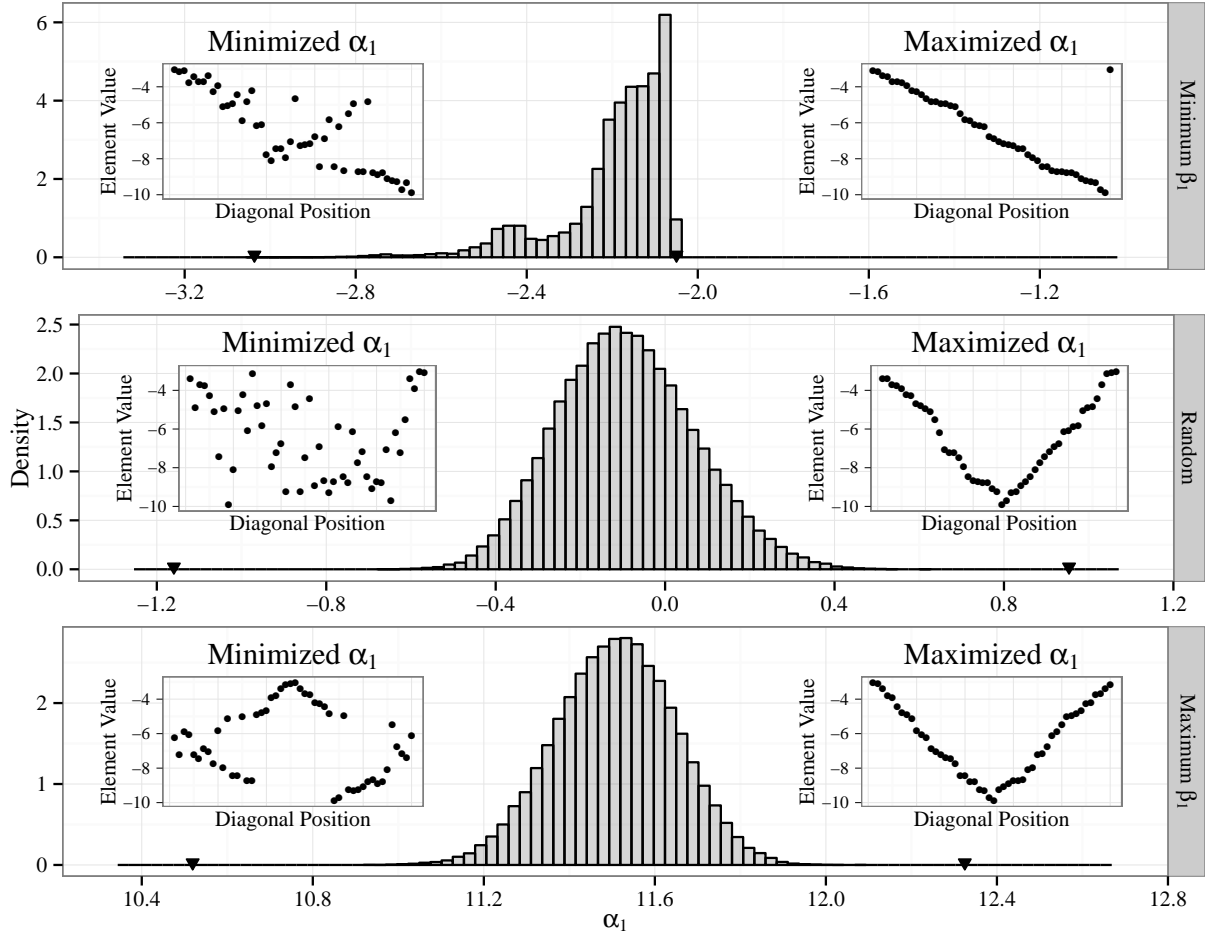 Minimized α1
Maximized α1
6
4
2
0
Element Value
−4
−6
−8
−10
Diagonal Position
Element Value
−4
−6
−8
−10
Diagonal Position
Minimum β1
−3.2 −2.8 −2.4 −2.0 −1.6 −1.2
Density
2.5
2.0
1.5
1.0
0.5
0.0
Minimized α1
Maximized α1
Element Value
−4
−6
−8
−10
Diagonal Position
Element Value
−4
−6
−8
−10
Diagonal Position
Random
−1.2 −0.8 −0.4 0.0 0.4 0.8 1.2
2
1
0
Minimized α1
Maximized α1
Element Value
−4
−6
−8
−10
Diagonal Position
Element Value
−4
−6
−8
−10
Diagonal Position
Maximum β1
10.4 10.8 11.2 11.6 12.0 12.4 12.8
α1